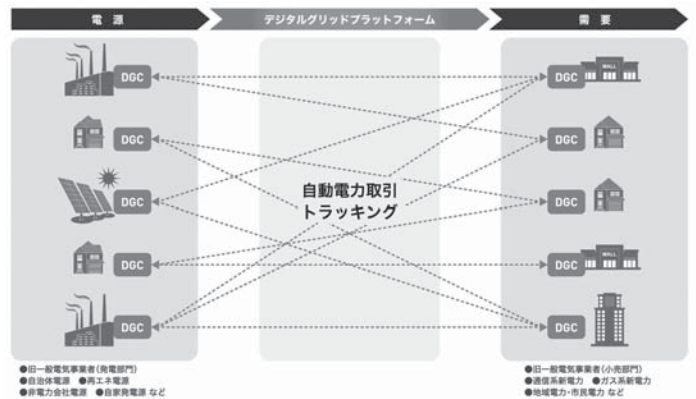 電源
デジタルグリッドプラットフォーム
需要
DGC
DGC
DGC
DGC
DGC
自動電力取引
トラッキング
DGC
MALL
DGC
DGC
DGC
MALL
DGC
●旧一般電気事業者(発電部門)
●自治体電源 ●再エネ電源
●非電力会社電源 ●自家発電源 など
●旧一般電気事業者(小売部門)
●通信系新電力 ●ガス系新電力
●地域電力・市民電力 など